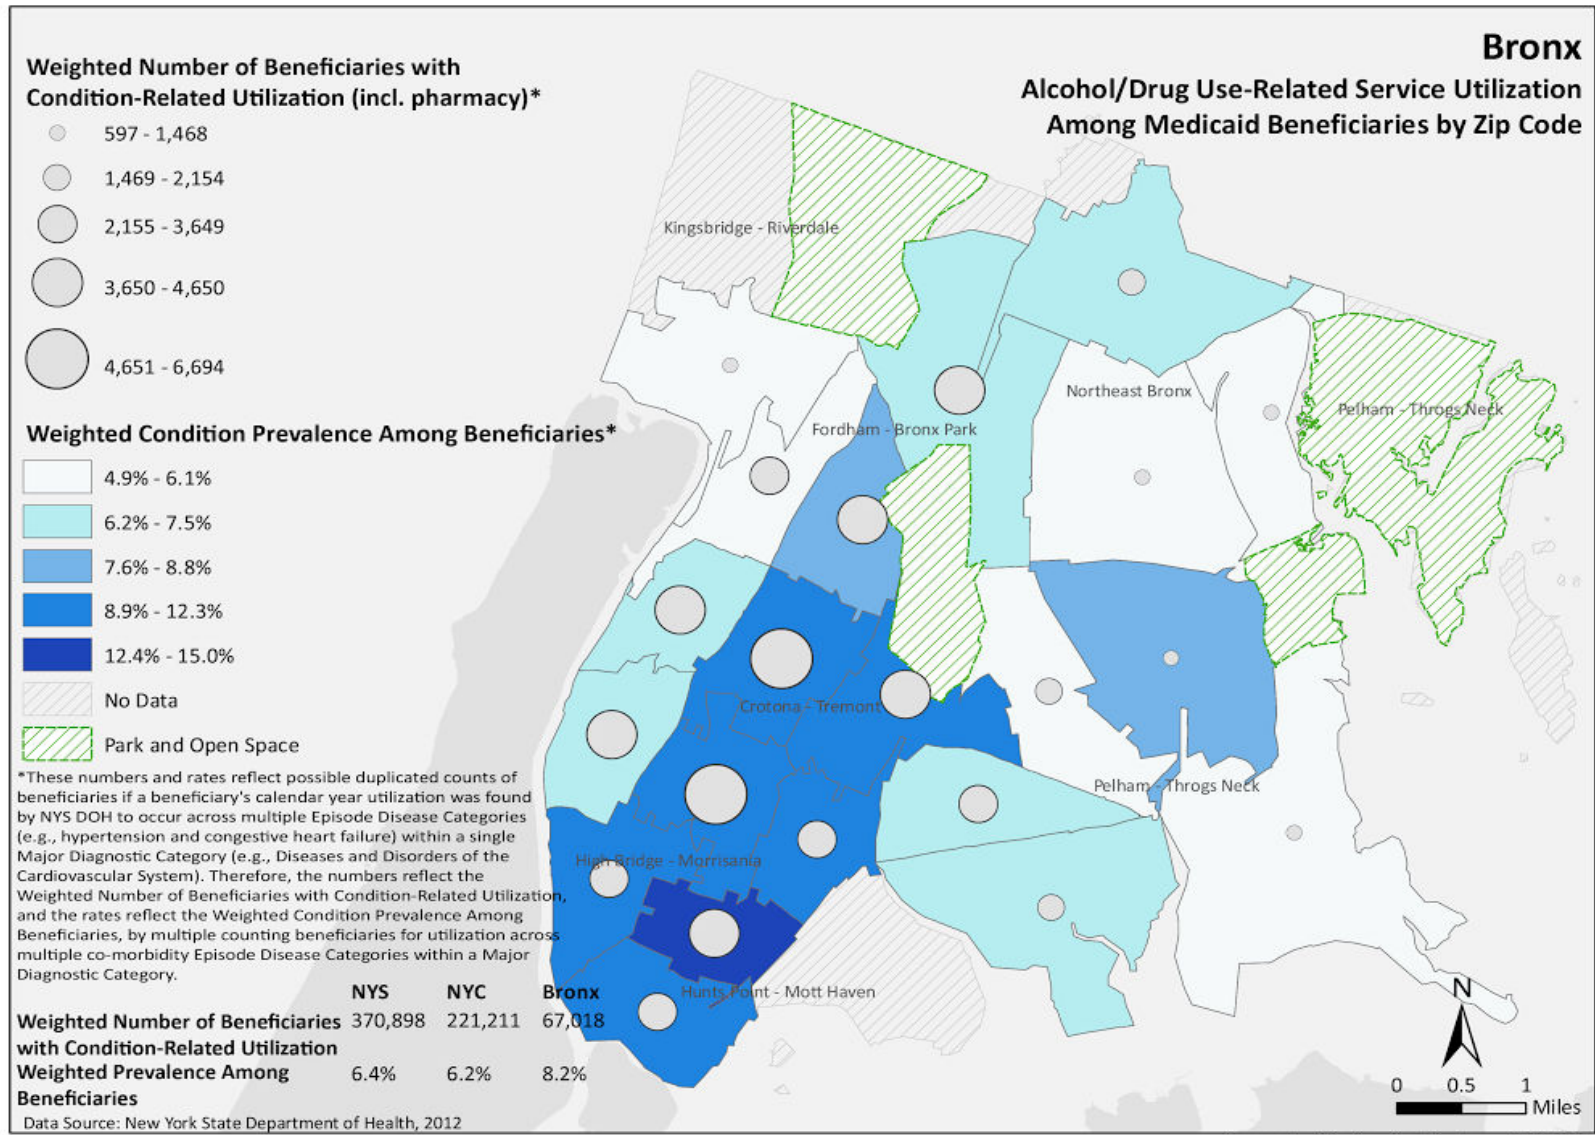 Bronx
Alcohol/Drug Use-Related Service Utilization
Among Medicaid Beneficiaries by Zip Code
Weighted Number of Beneficiaries with
Condition-Related Utilization (incl. pharmacy)*
597 - 1,468
1,469 - 2,154
2,155 - 3,649
3,650 - 4,650
4,651 - 6,694
Weighted Condition Prevalence Among Beneficiaries*
4.9% - 6.1%
6.2% - 7.5%
7.6% - 8.8%
8.9% - 12.3%
12.4% - 15.0%
No Data
Park and Open Space
*These numbers and rates reflect possible duplicated counts of
beneficiaries if a beneficiary's calendar year utilization was found
by NYS DOH to occur across multiple Episode Disease Categories
(e.g., hypertension and congestive heart failure) within a single
Major Diagnostic Category (e.g., Diseases and Disorders of the
Cardiovascular System). Therefore, the numbers reflect the
Weighted Number of Beneficiaries with Condition-Related Utilization,
and the rates reflect the Weighted Condition Prevalence Among
Beneficiaries, by multiple counting beneficiaries for utilization across
multiple co-morbidity Episode Disease Categories within a Major
Diagnostic Category.
NYS NYC Bronx
Weighted Number of Beneficiaries 370,898 221,211 67,018
with Condition-Related Utilization
Weighted Prevalence Among 6.4% 6.2% 8.2%
Beneficiaries
Data Source: New York State Department of Health, 2012
Kingsbridge - Riverdale
Northeast Bronx
Pelham - Throgs Neck
Fordham - Bronx Park
Crotona - Tremont
Pelham - Throgs Neck
High Bridge - Morrisania
Hunts Point - Mott Haven
N
0 0.5 1
Miles